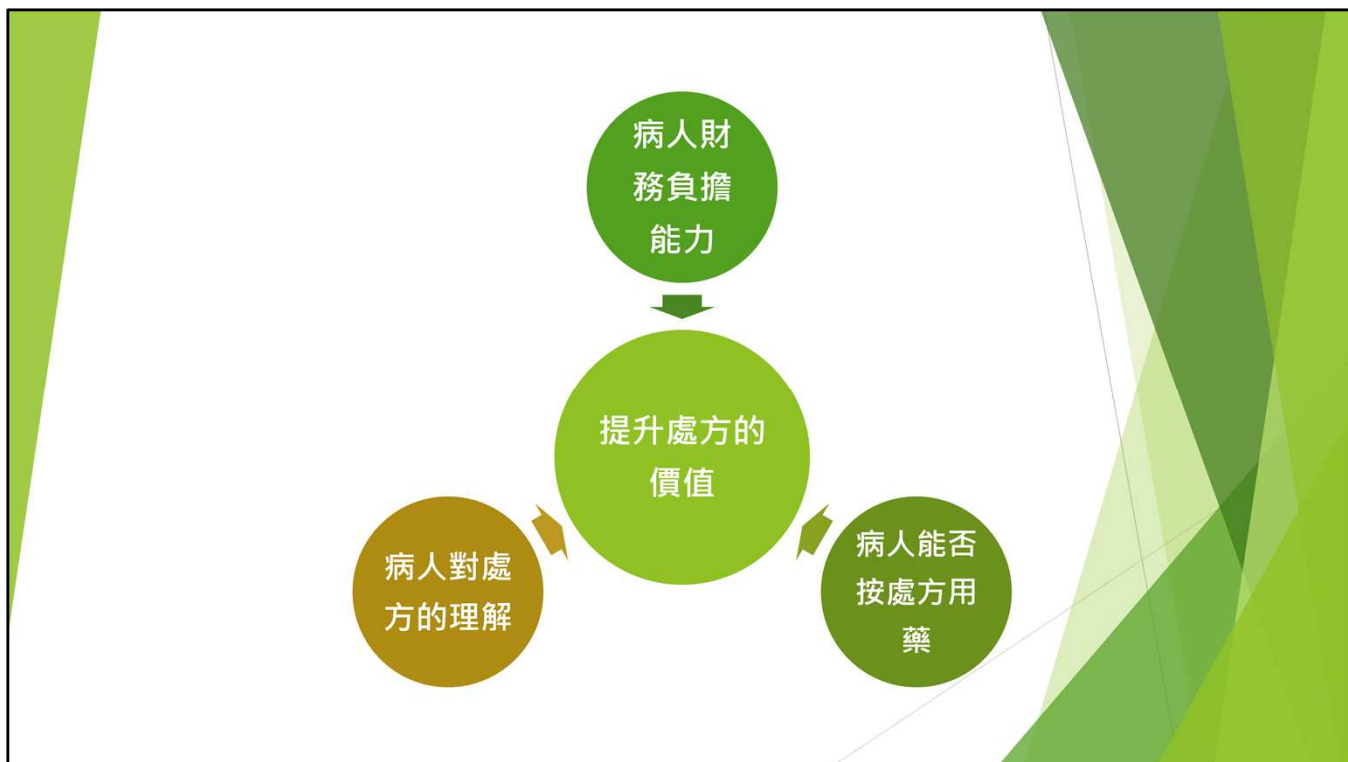 病人財
務負擔
能力
提升處方的
價值
病人對處
方的理解
病人能否
按處方用
藥